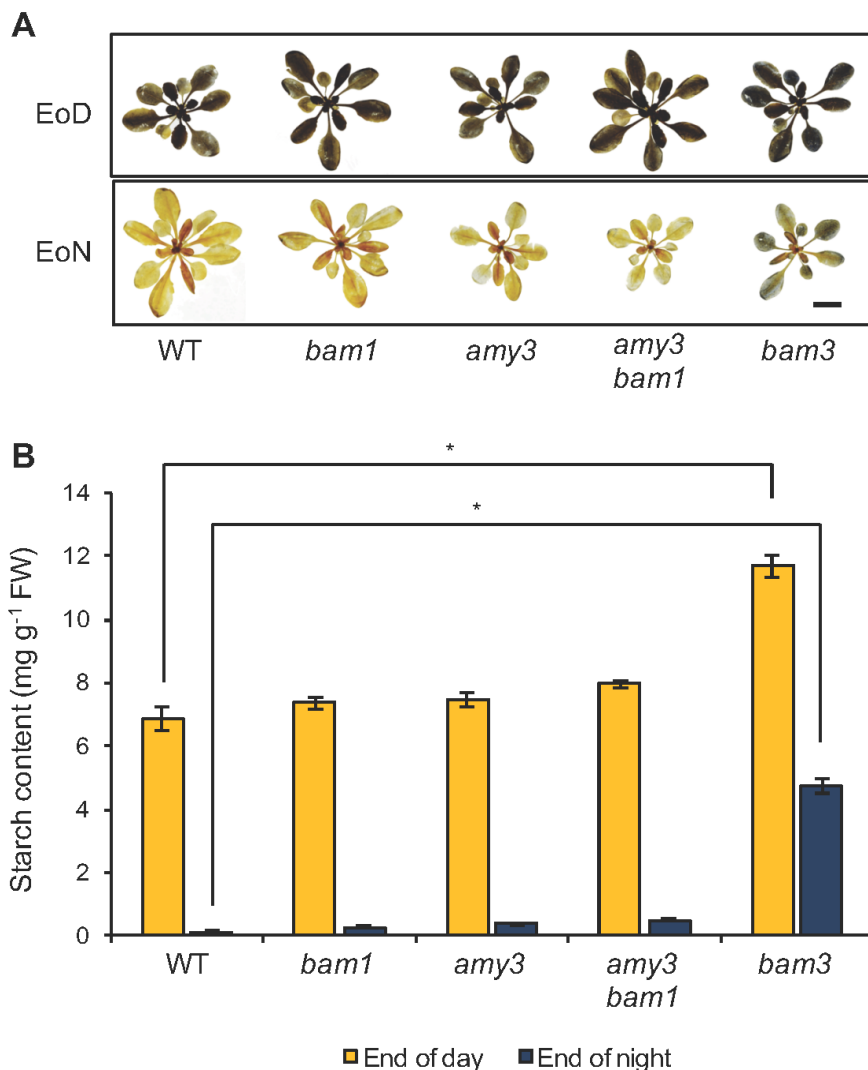 A
EoD
EoN
WT
bam1
amy3
amy3
bam1
bam3
B
*
*
Starch content (mg g⁻¹ FW)
14
12
10
8
6
4
2
0
WT
bam1
amy3
amy3
bam1
bam3
End of day
End of night